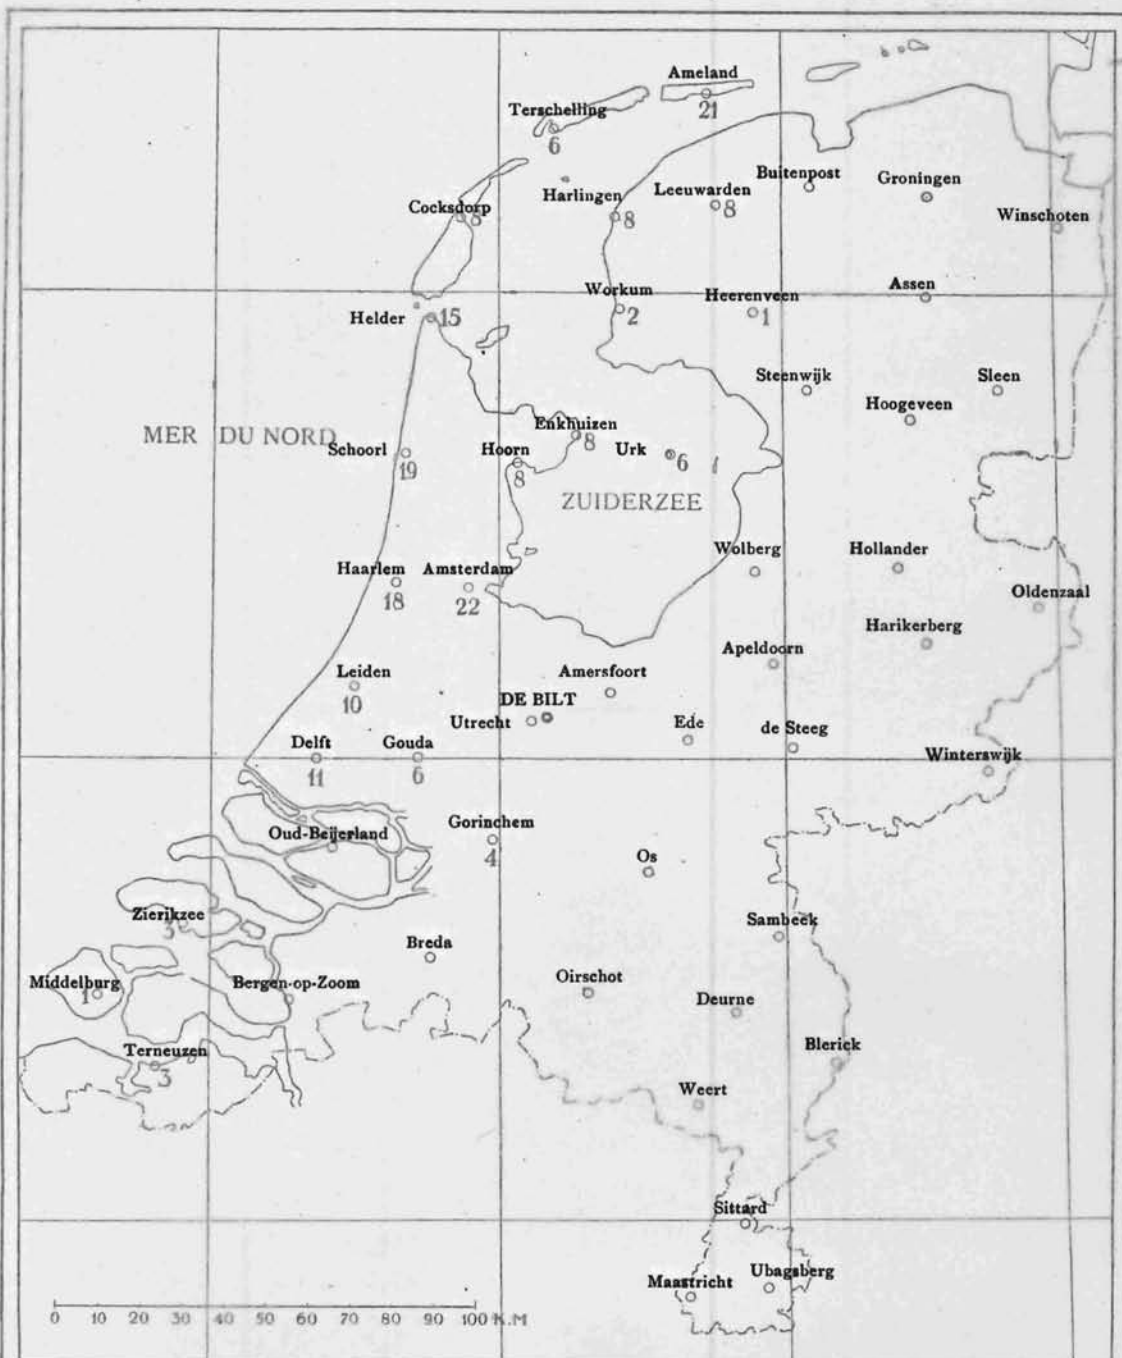 Ameland
21
Terschelling
6
Buitenpost
Groningen
Harlingen
8
Leeuwarden
8
Cocksdorp
8
Winschoten
Workum
2
Heerenveen
1
Assen
Helder
15
Steenwijk
Sleen
Hoogeveen
MER DU NORD
Schoorl
19
Hoorn
8
Enkhuizen
8
Urk
6
ZUIDERZEE
Wolberg
Hollander
Haarlem
18
Amsterdam
22
Oldenzaal
Harikerberg
Apeldoorn
Leiden
10
Amersfoort
DE BILT
Utrecht
Ede
de Steeg
Delft
11
Gouda
6
Winterswijk
Oud-Beijerland
Gorinchem
4
Os
Zierikzee
3
Sambeek
Breda
Middelburg
1
Bergen-op-Zoom
Oirschot
Deurne
Terneuzen
3
Blerick
Weert
Sittard
Maastricht
Ubagsberg
0 10 20 30 40 50 60 70 80 90 100 K.M